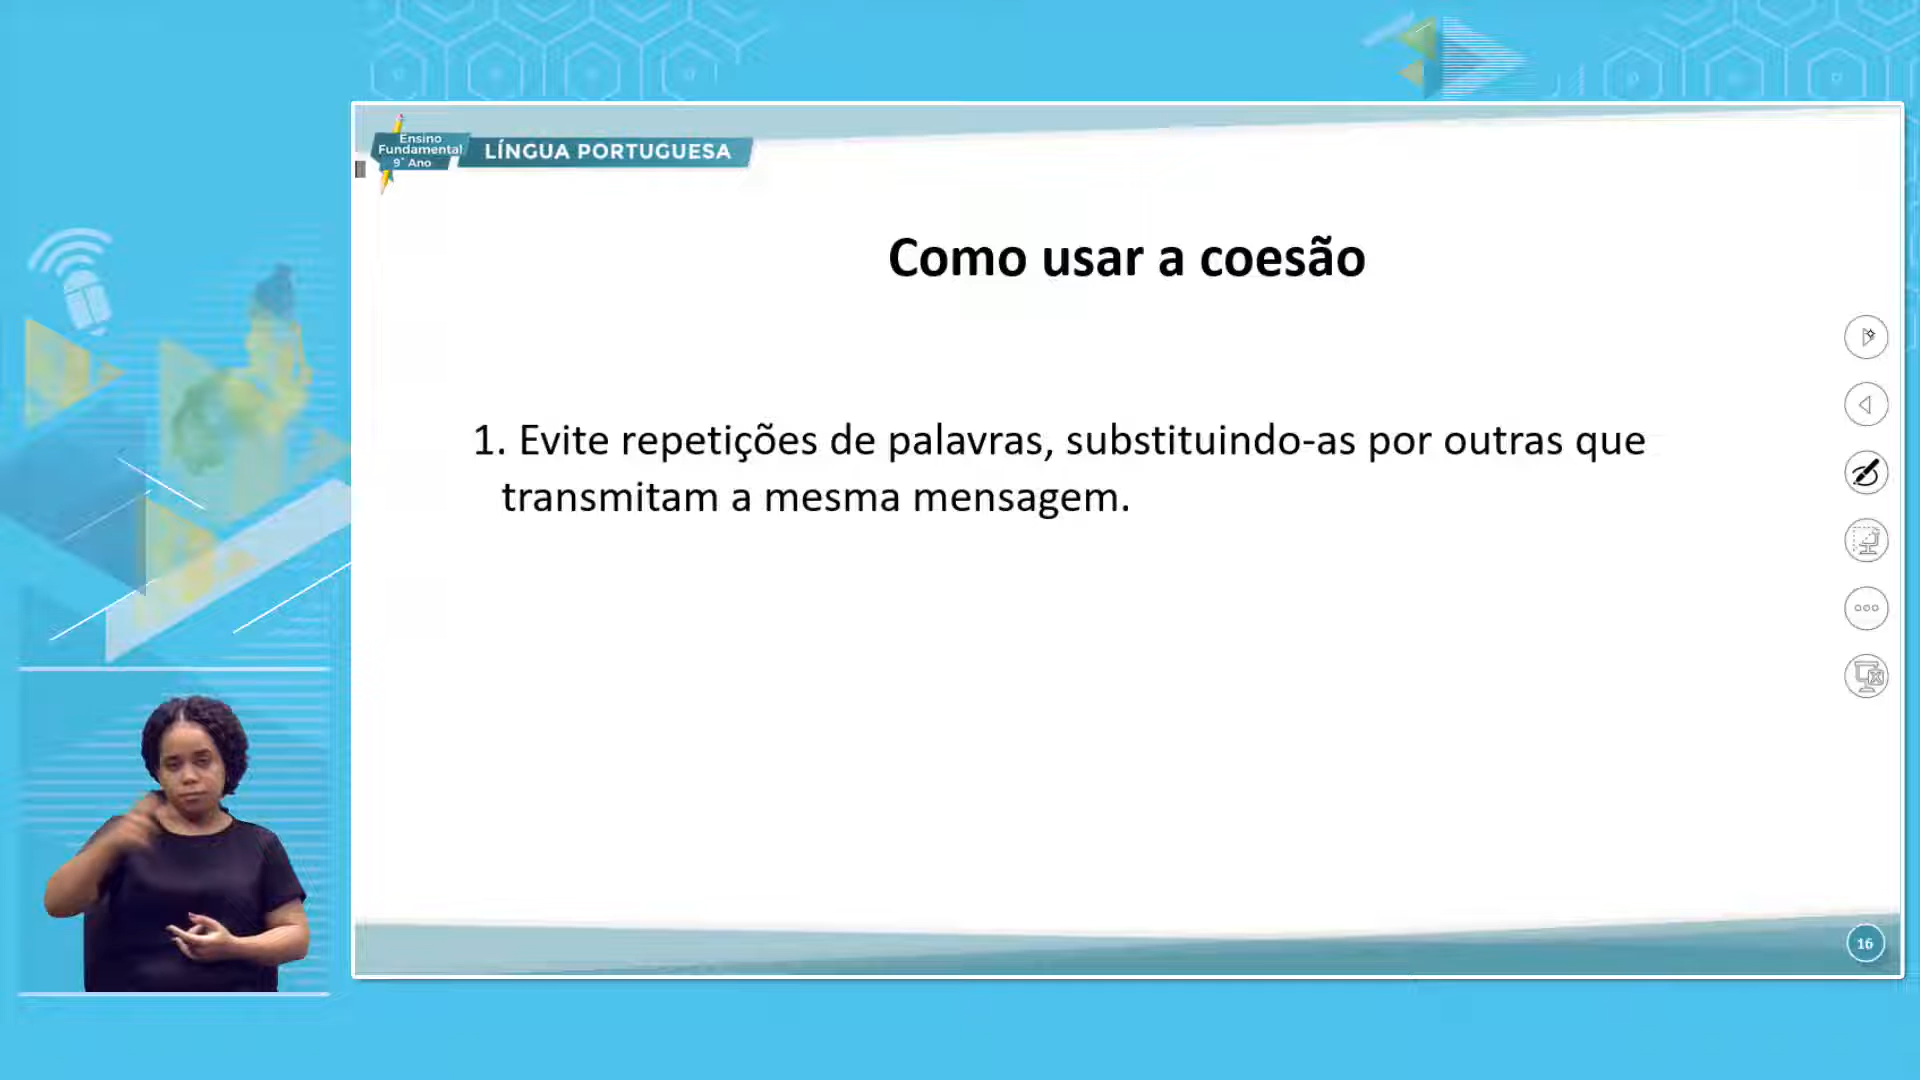 Ensino
Fundamental
9° Ano
LÍNGUA PORTUGUESA
Como usar a coesão
1. Evite repetições de palavras, substituindo-as por outras que
transmitam a mesma mensagem.
16